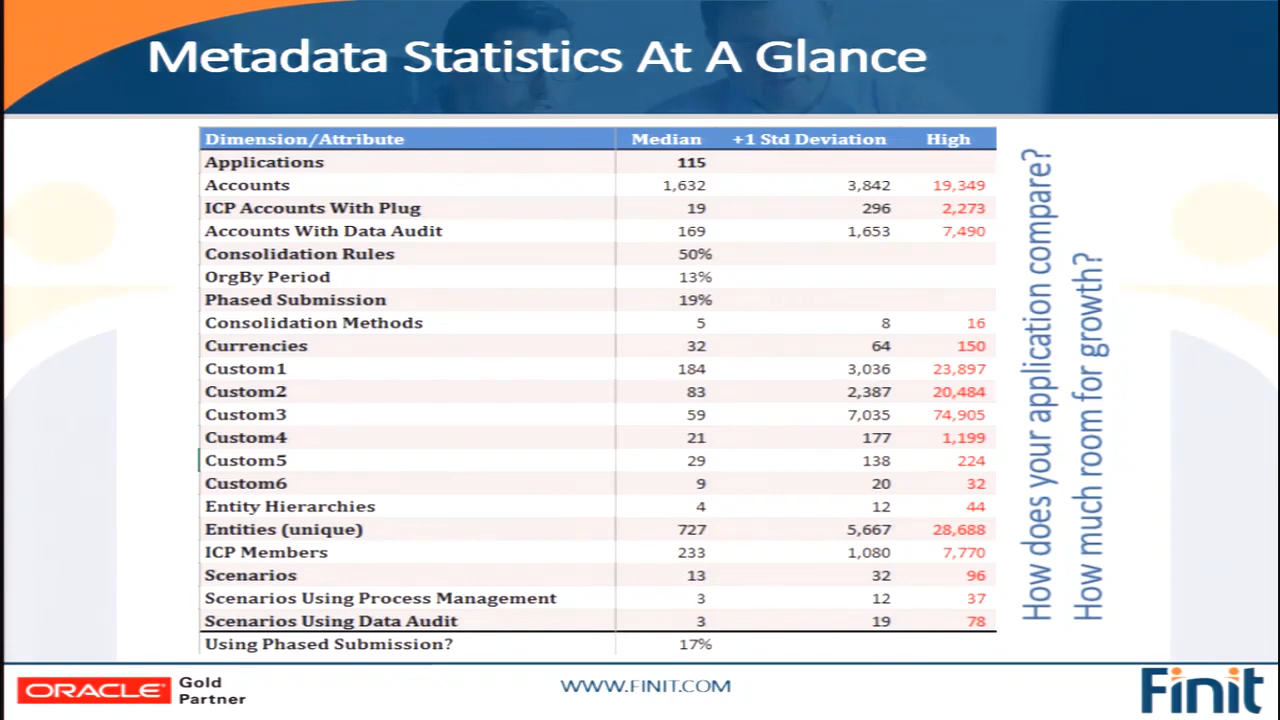 Metadata Statistics At A Glance
Dimension/Attribute Median +1 Std Deviation High
Applications 115
Accounts 1,632 3,842 19,349
ICP Accounts With Plug 19 296 2,273
Accounts With Data Audit 169 1,653 7,490
Consolidation Rules 50%
OrgBy Period 13%
Phased Submission 19%
Consolidation Methods 5 8 16
Currencies 32 64 150
Custom1 184 3,036 23,897
Custom2 83 2,387 20,484
Custom3 59 7,035 74,905
Custom4 21 177 1,199
Custom5 29 138 224
Custom6 9 20 32
Entity Hierarchies 4 12 44
Entities (unique) 727 5,667 28,688
ICP Members 233 1,080 7,770
Scenarios 13 32 96
Scenarios Using Process Management 3 12 37
Scenarios Using Data Audit 3 19 78
Using Phased Submission? 17%
How does your application compare?
How much room for growth?
ORACLE Gold
Partner
WWW.FINIT.COM
Finit